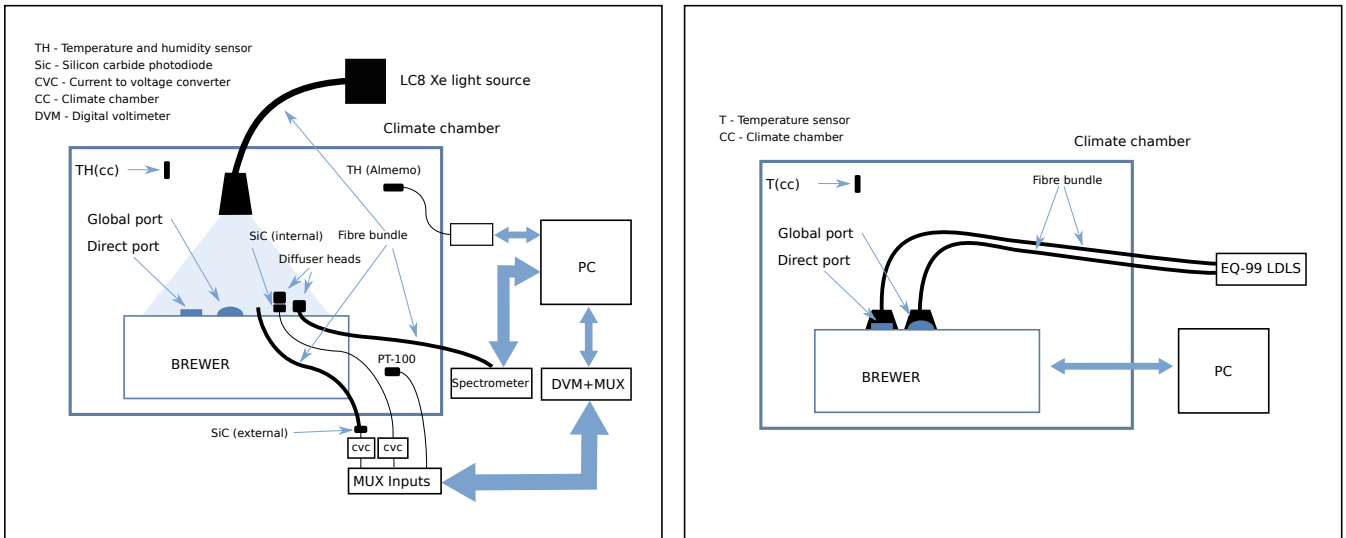 TH - Temperature and humidity sensor
Sic - Silicon carbide photodiode
CVC - Current to voltage converter
CC - Climate chamber
DVM - Digital voltimeter
LC8 Xe light source
Climate chamber
TH(cc)
TH (Almemo)
Global port
Direct port
SiC (internal)
Fibre bundle
Diffuser heads
PC
BREWER
PT-100
Spectrometer
DVM+MUX
SiC (external)
cvc
cvc
MUX Inputs
T - Temperature sensor
CC - Climate chamber
Climate chamber
T(cc)
Fibre bundle
Global port
Direct port
EQ-99 LDLS
BREWER
PC